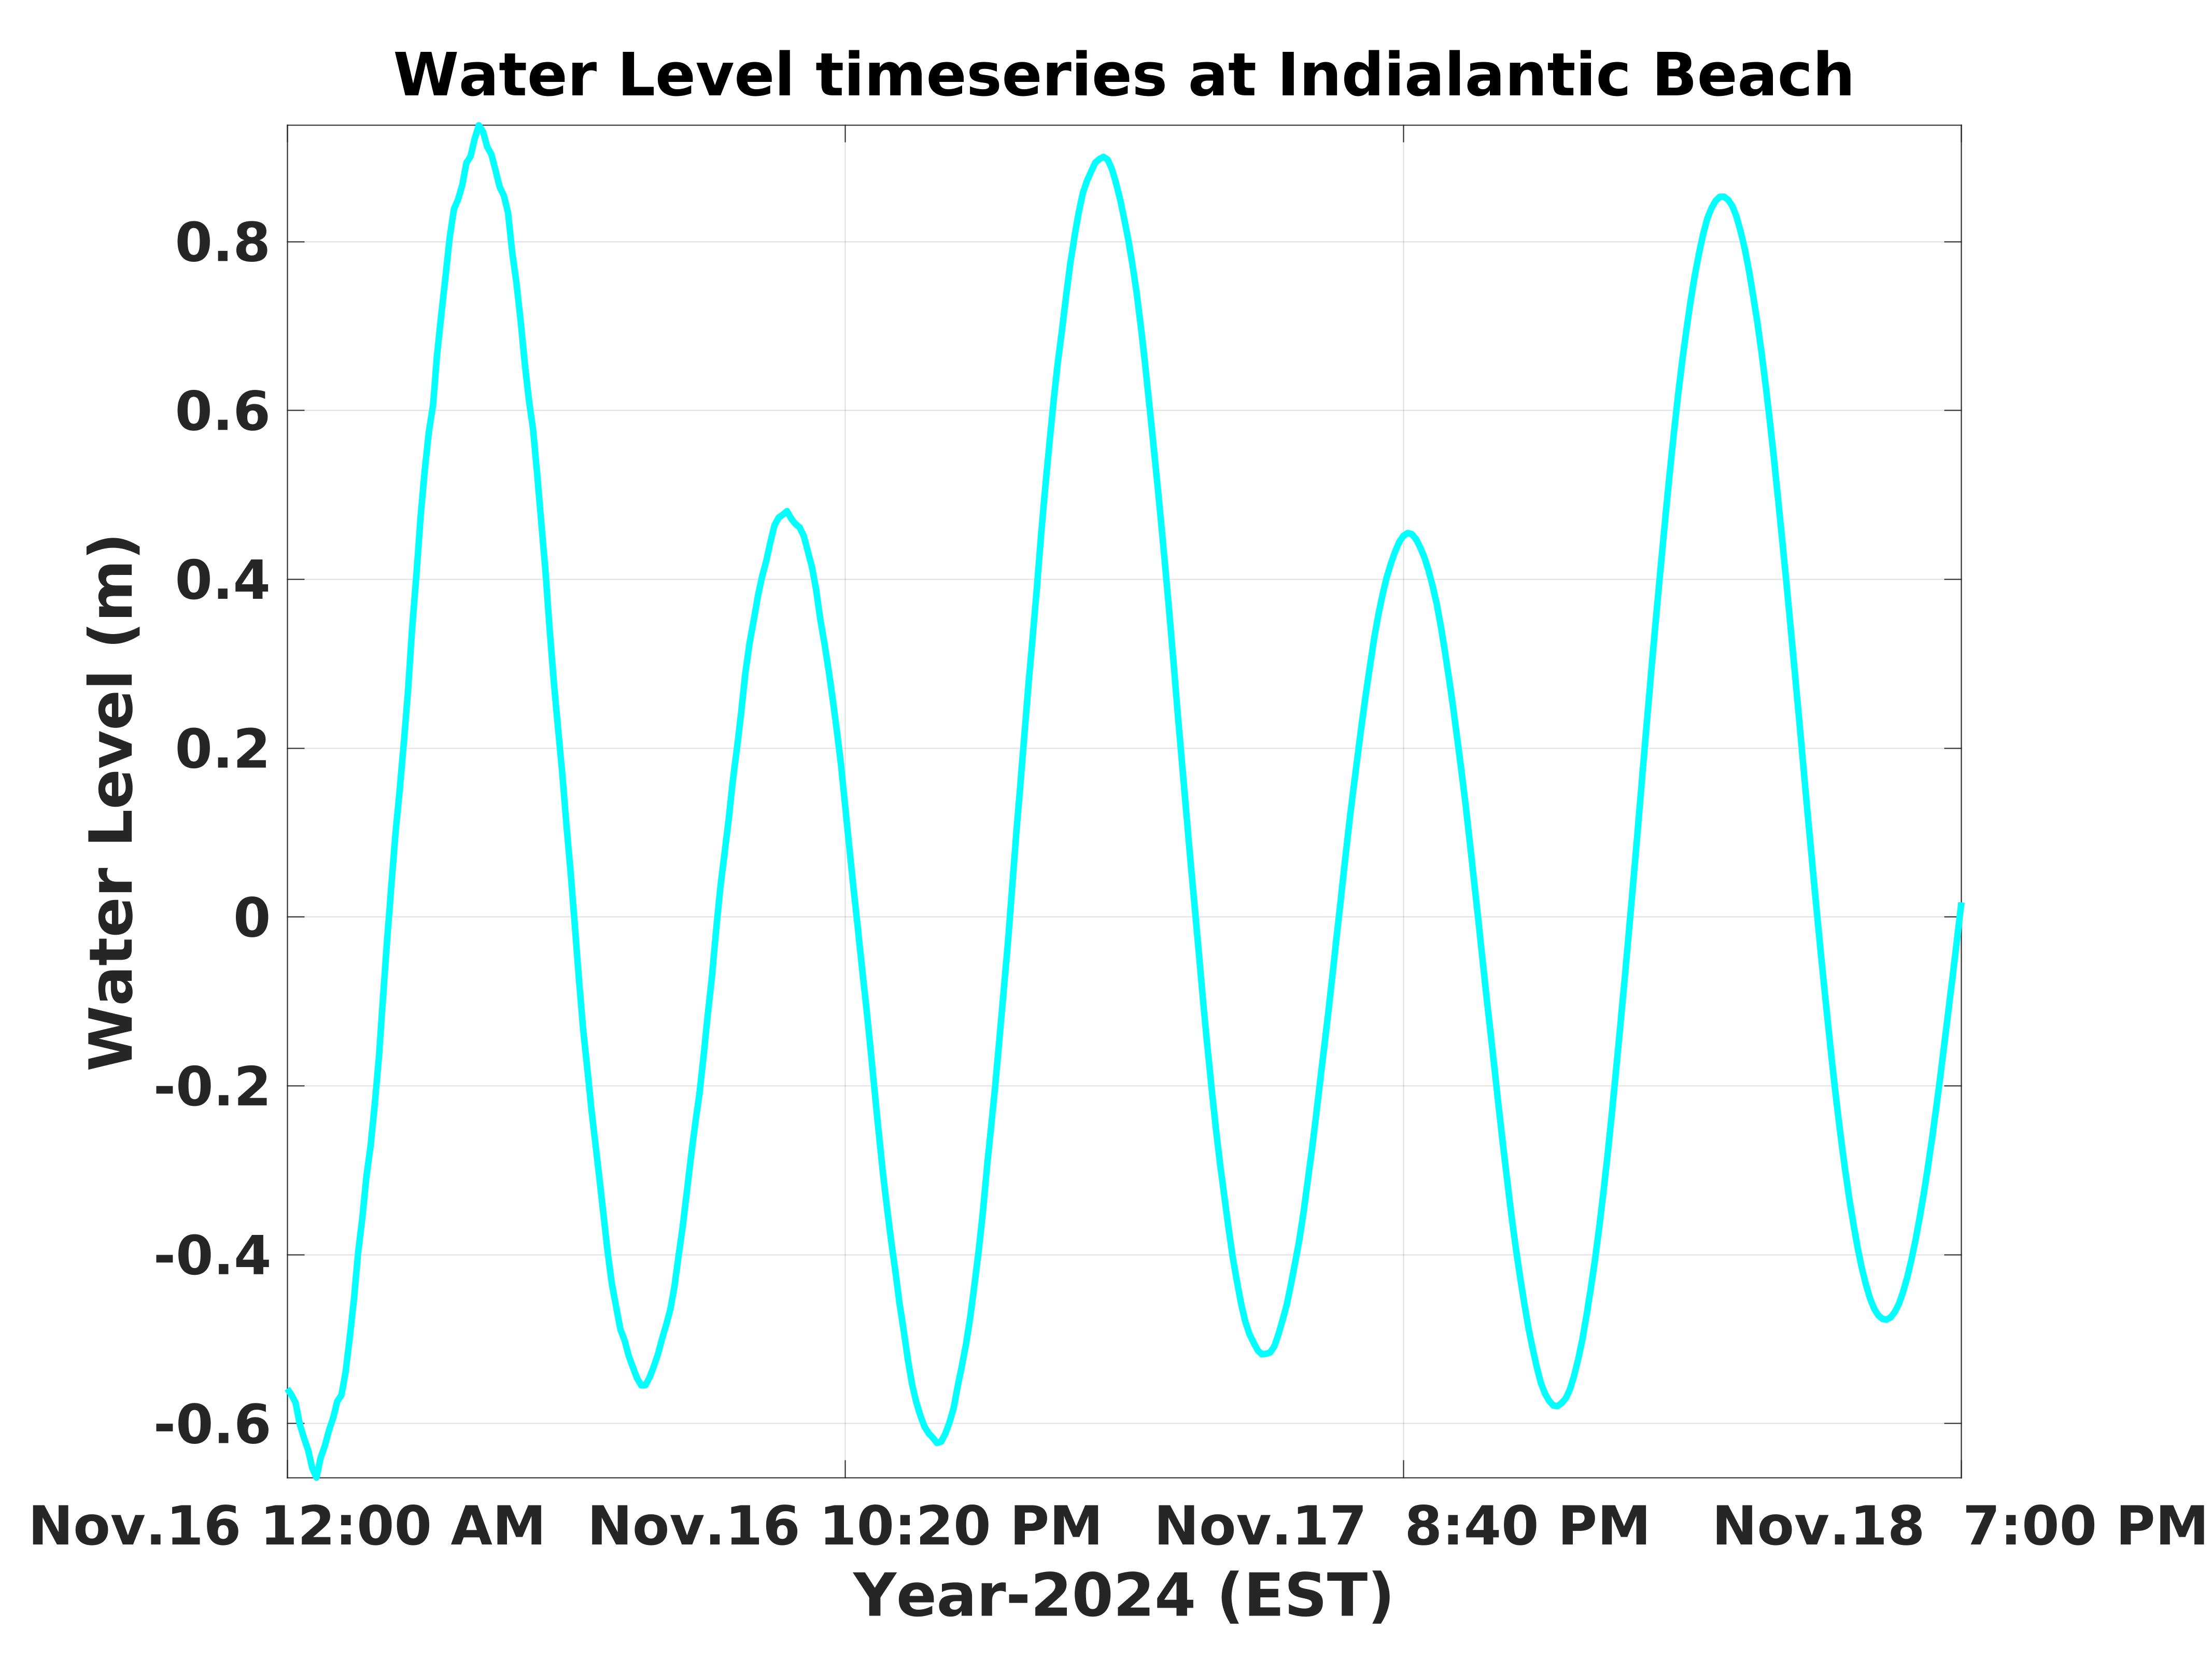 Water Level timeseries at Indialantic Beach
Water Level (m)
0.8
0.6
0.4
0.2
0
-0.2
-0.4
-0.6
Nov.16 12:00 AM Nov.16 10:20 PM Nov.17 8:40 PM Nov.18 7:00 PM
Year-2024 (EST)